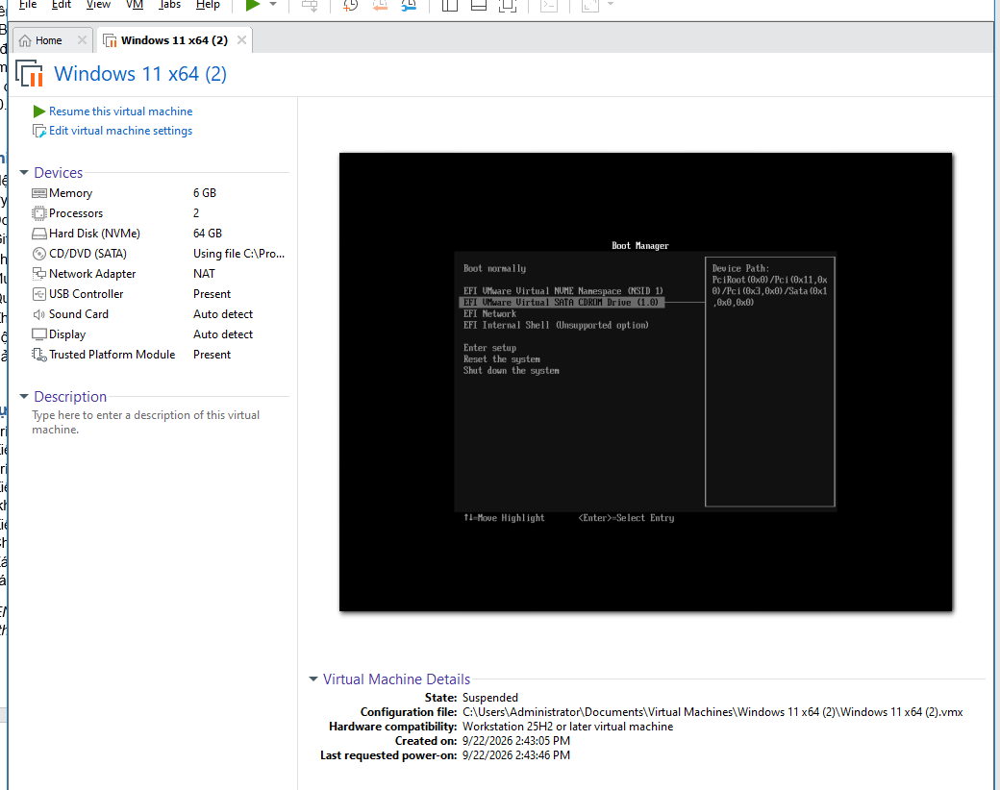 File Edit View VM Tabs Help
Home
Windows 11 x64 (2)
Windows 11 x64 (2)
Resume this virtual machine
Edit virtual machine settings
Devices
Memory 6 GB
Processors 2
Hard Disk (NVMe) 64 GB
CD/DVD (SATA) Using file C:\Pro...
Network Adapter NAT
USB Controller Present
Sound Card Auto detect
Display Auto detect
Trusted Platform Module Present
Description
Type here to enter a description of this virtual
machine.
Boot Manager
Boot normally
EFI VMware Virtual NVME Namespace (NSID 1)
EFI VMware Virtual SATA CDROM Drive (1.0)
EFI Network
EFI Internal Shell (Unsupported option)
Enter setup
Reset the system
Shut down the system
Device Path:
PciRoot(0x0)/Pci(0x11,0x
0)/Pci(0x3,0x0)/Sata(0x1
,0x0,0x0)
↑↓=Move Highlight <Enter>=Select Entry
Virtual Machine Details
State: Suspended
Configuration file: C:\Users\Administrator\Documents\Virtual Machines\Windows 11 x64 (2)\Windows 11 x64 (2).vmx
Hardware compatibility: Workstation 25H2 or later virtual machine
Created on: 9/22/2026 2:43:05 PM
Last requested power-on: 9/22/2026 2:43:46 PM